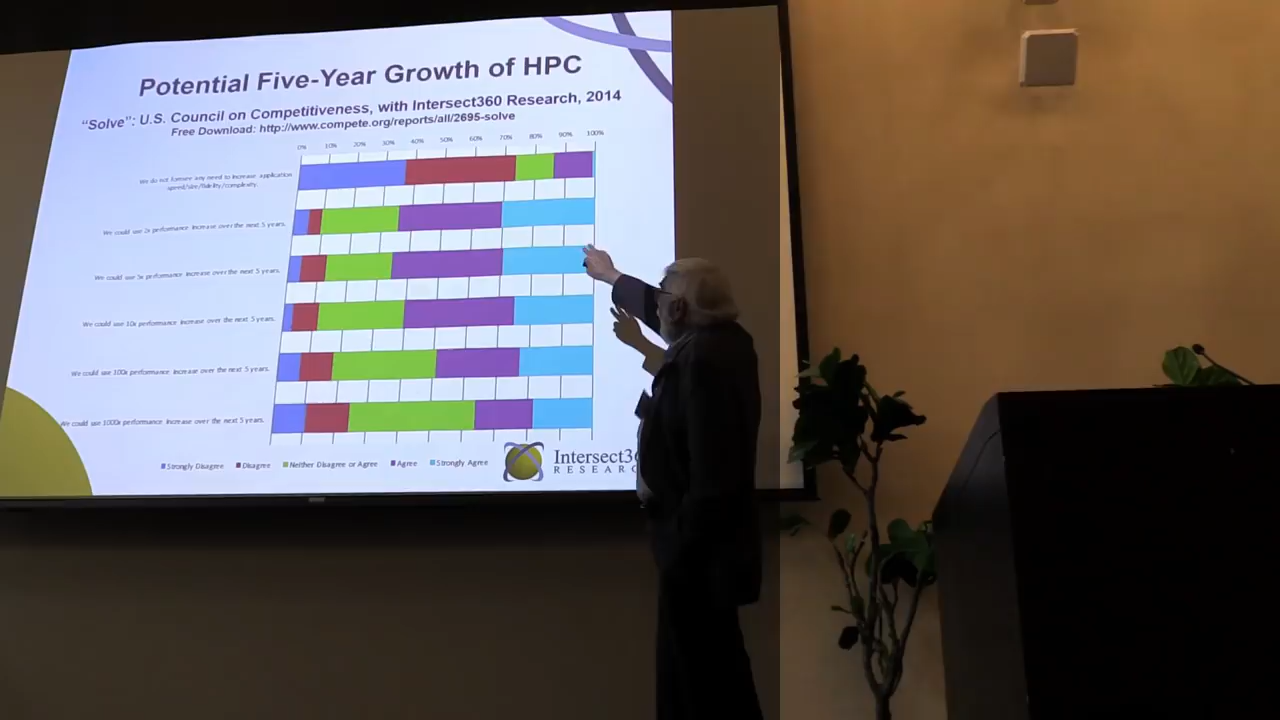 Potential Five-Year Growth of HPC
"Solve": U.S. Council on Competitiveness, with Intersect360 Research, 2014
Free Download: http://www.compete.org/reports/all/2695-solve
0% 10% 20% 30% 40% 50% 60% 70% 80% 90% 100%
We do not foresee any need to increase application
speed/size/fidelity/complexity.
We could use 2x performance increase over the next 5 years.
We could use 5x performance increase over the next 5 years.
We could use 10x performance increase over the next 5 years.
We could use 100x performance increase over the next 5 years.
We could use 1000x performance increase over the next 5 years.
Strongly Disagree Disagree Neither Disagree or Agree Agree Strongly Agree
Intersect3
RESEARC